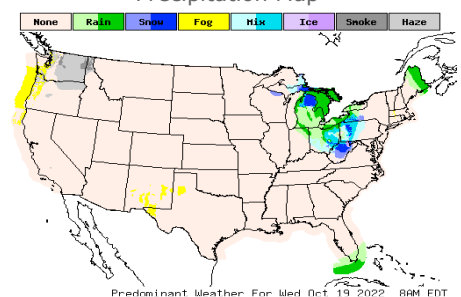 Precipitation Map
None Rain Snow Fog Mix Ice Smoke Haze
Predominant Weather For Wed Oct 19 2022 8AM EDT